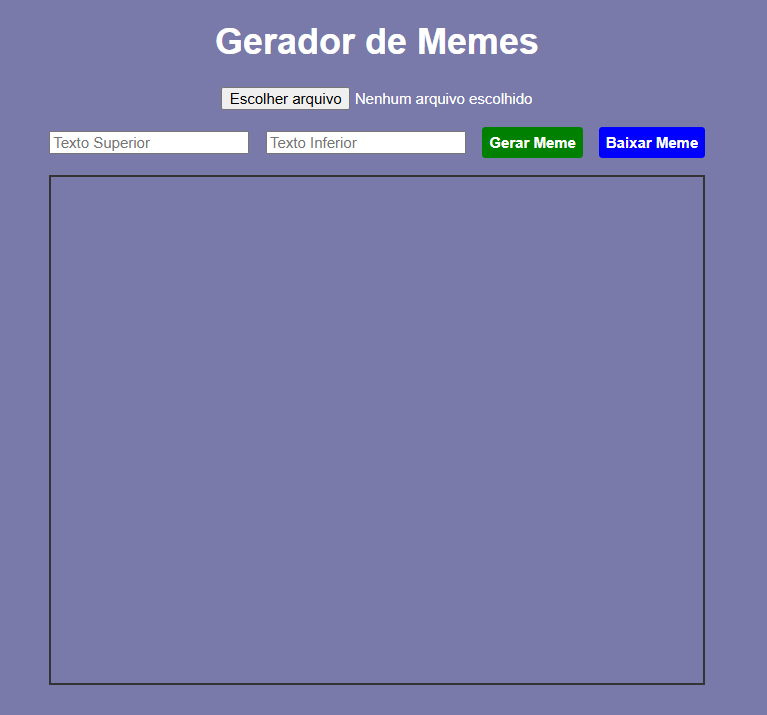 Gerador de Memes
Escolher arquivo Nenhum arquivo escolhido
Texto Superior Texto Inferior Gerar Meme Baixar Meme